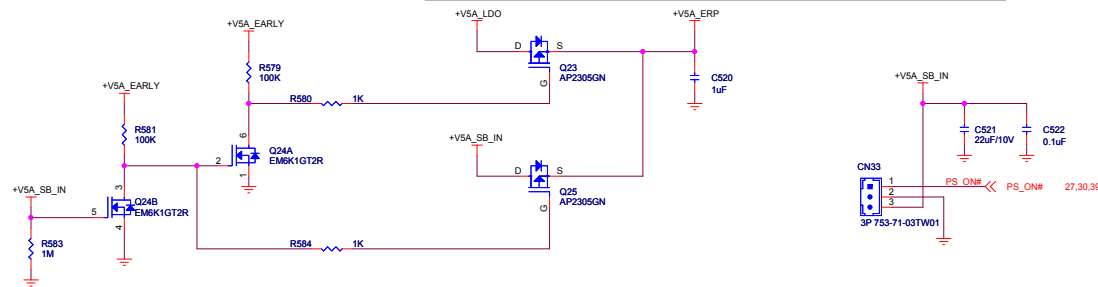 +V5A_LDO
+V5A_ERP
+V5A_EARLY
D
S
R579
100K
Q23
AP2305GN
G
C520
1uF
+V5A_SB_IN
+V5A_EARLY
R580
1K
R581
100K
6
Q24A
EM6K1GT2R
2
1
+V5A_SB_IN
C521
22uF/10V
C522
0.1uF
D
S
Q25
AP2305GN
G
CN33
1
2
3
PS_ON#
PS_ON#
27,30,39
3P 753-71-03TW01
+V5A_SB_IN
3
Q24B
EM6K1GT2R
5
4
R583
1M
R584
1K